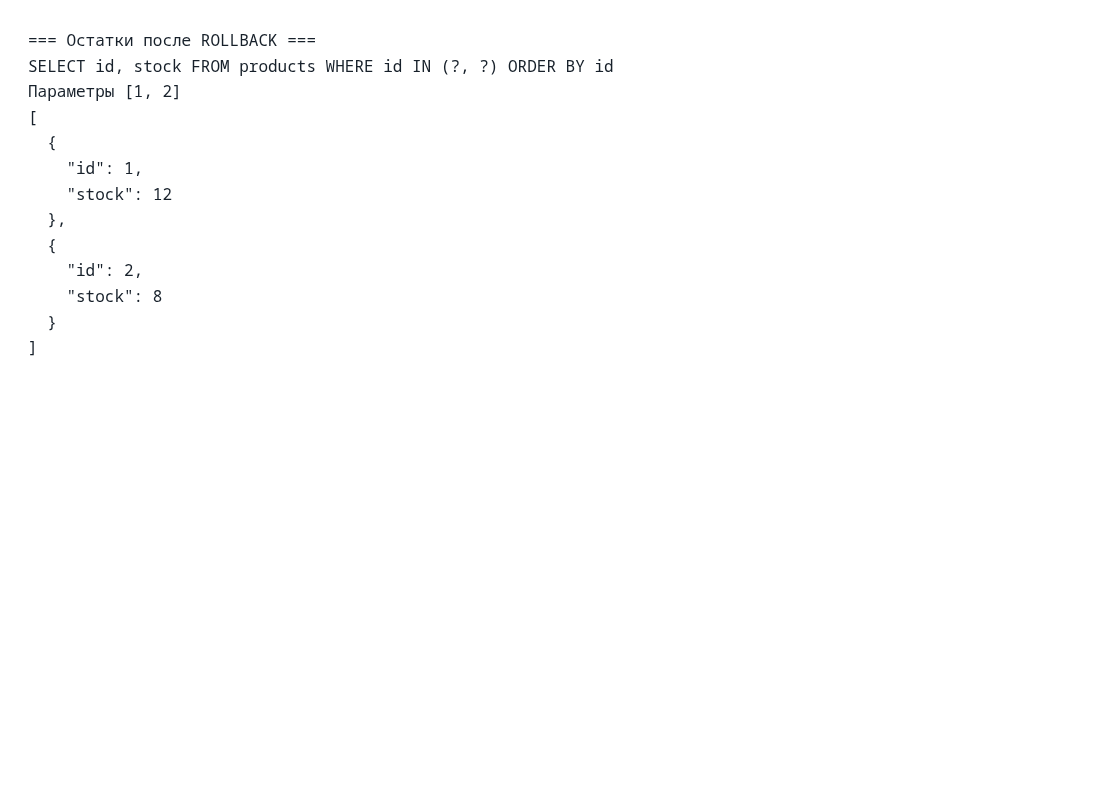 === Остатки после ROLLBACK ===
SELECT id, stock FROM products WHERE id IN (?, ?) ORDER BY id
Параметры [1, 2]
[
  {
    "id": 1,
    "stock": 12
  },
  {
    "id": 2,
    "stock": 8
  }
]